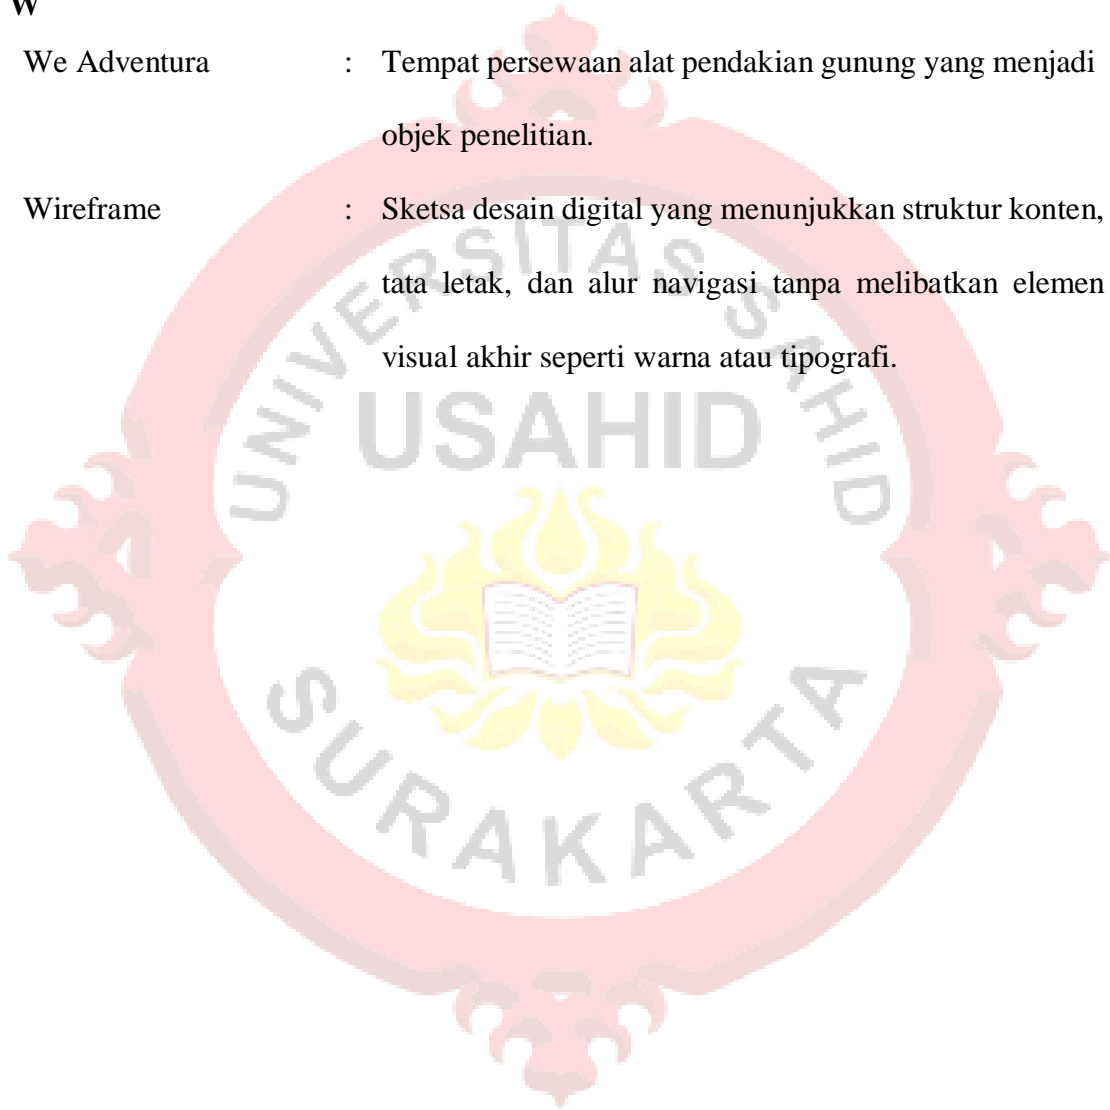 W
We Adventura : Tempat persewaan alat pendakian gunung yang menjadi
objek penelitian.
Wireframe : Sketsa desain digital yang menunjukkan struktur konten,
tata letak, dan alur navigasi tanpa melibatkan elemen
visual akhir seperti warna atau tipografi.
UNIVERSITAS SAHID
USAHID
SURAKARTA